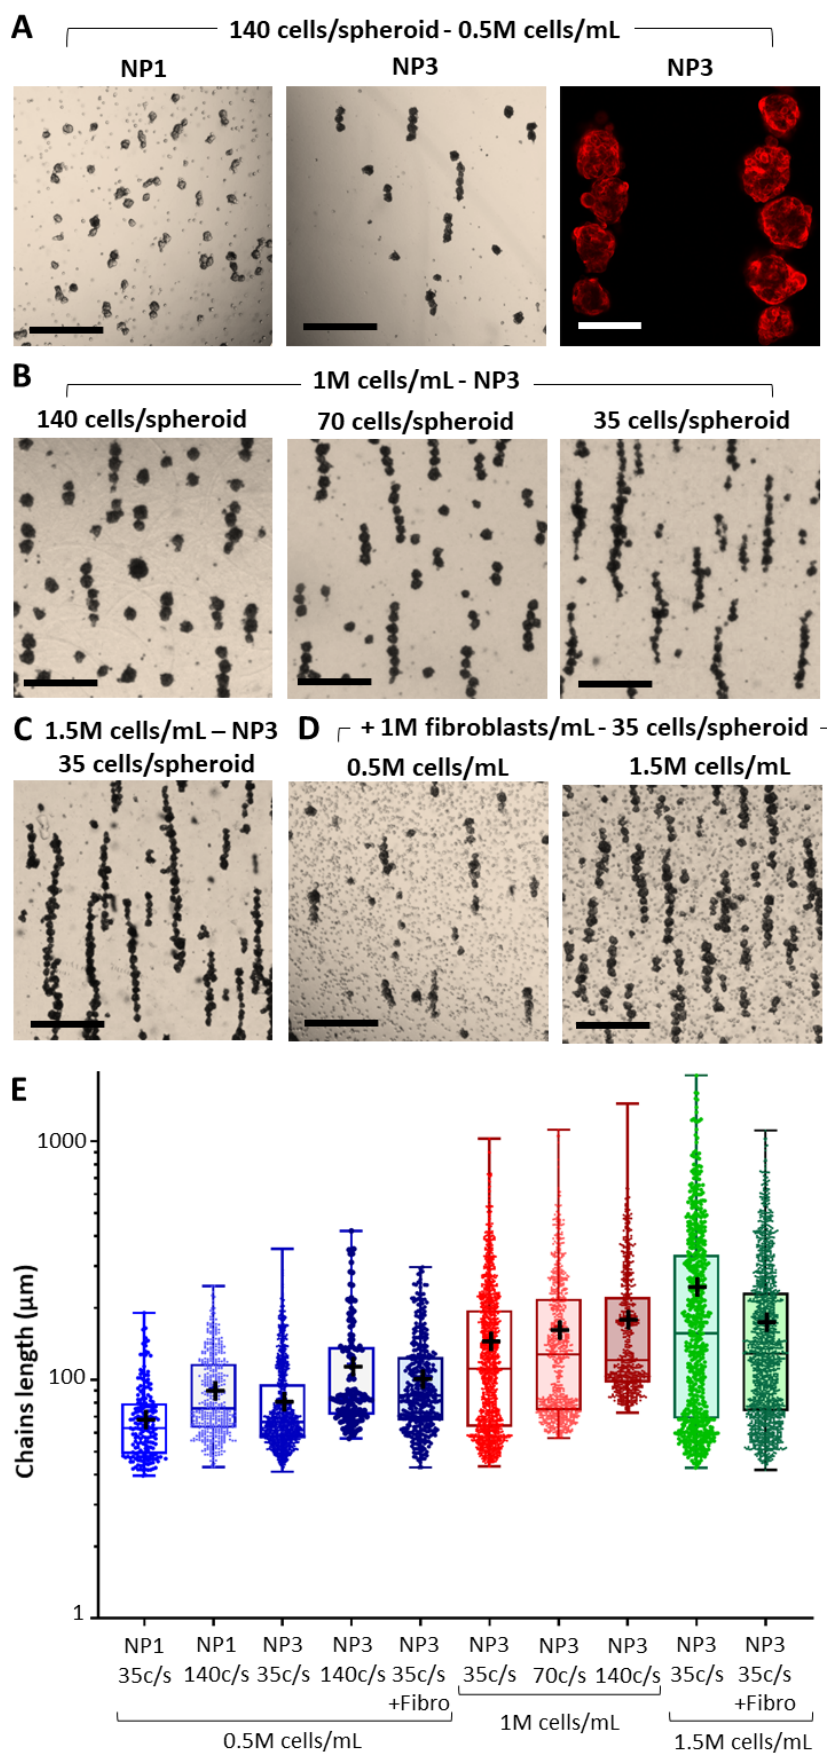 A
140 cells/spheroid - 0.5M cells/mL
NP1 NP3 NP3
B
1M cells/mL - NP3
140 cells/spheroid 70 cells/spheroid 35 cells/spheroid
C 1.5M cells/mL – NP3
35 cells/spheroid
D + 1M fibroblasts/mL - 35 cells/spheroid
0.5M cells/mL 1.5M cells/mL
E
Chains length (µm)
1000
100
1
NP1 NP1 NP3 NP3 NP3 NP3 NP3 NP3 NP3 NP3
35c/s 140c/s 35c/s 140c/s 35c/s 35c/s 70c/s 140c/s 35c/s 35c/s
+Fibro +Fibro
0.5M cells/mL 1M cells/mL 1.5M cells/mL